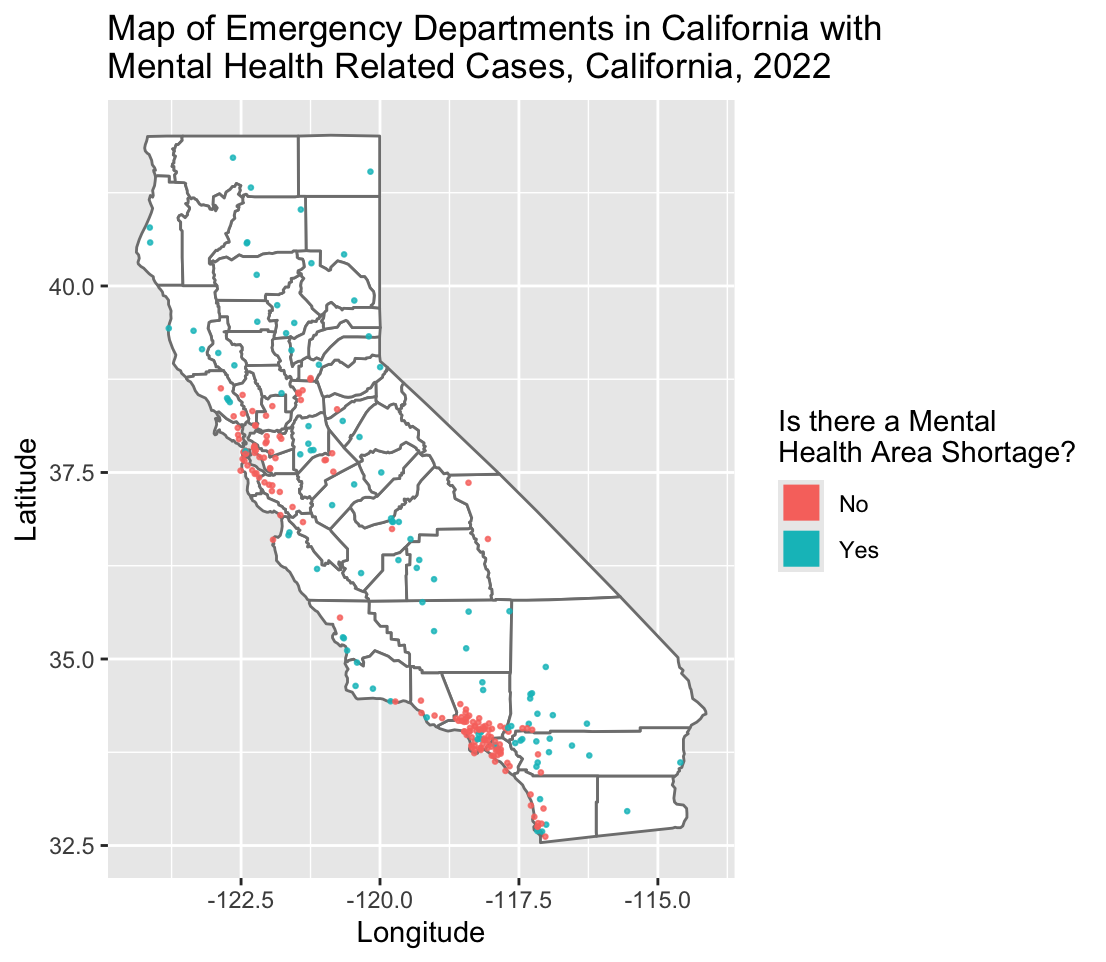 Map of Emergency Departments in California with
Mental Health Related Cases, California, 2022
Is there a Mental
Health Area Shortage?
No
Yes
Latitude
40.0
37.5
35.0
32.5
-122.5
-120.0
-117.5
-115.0
Longitude